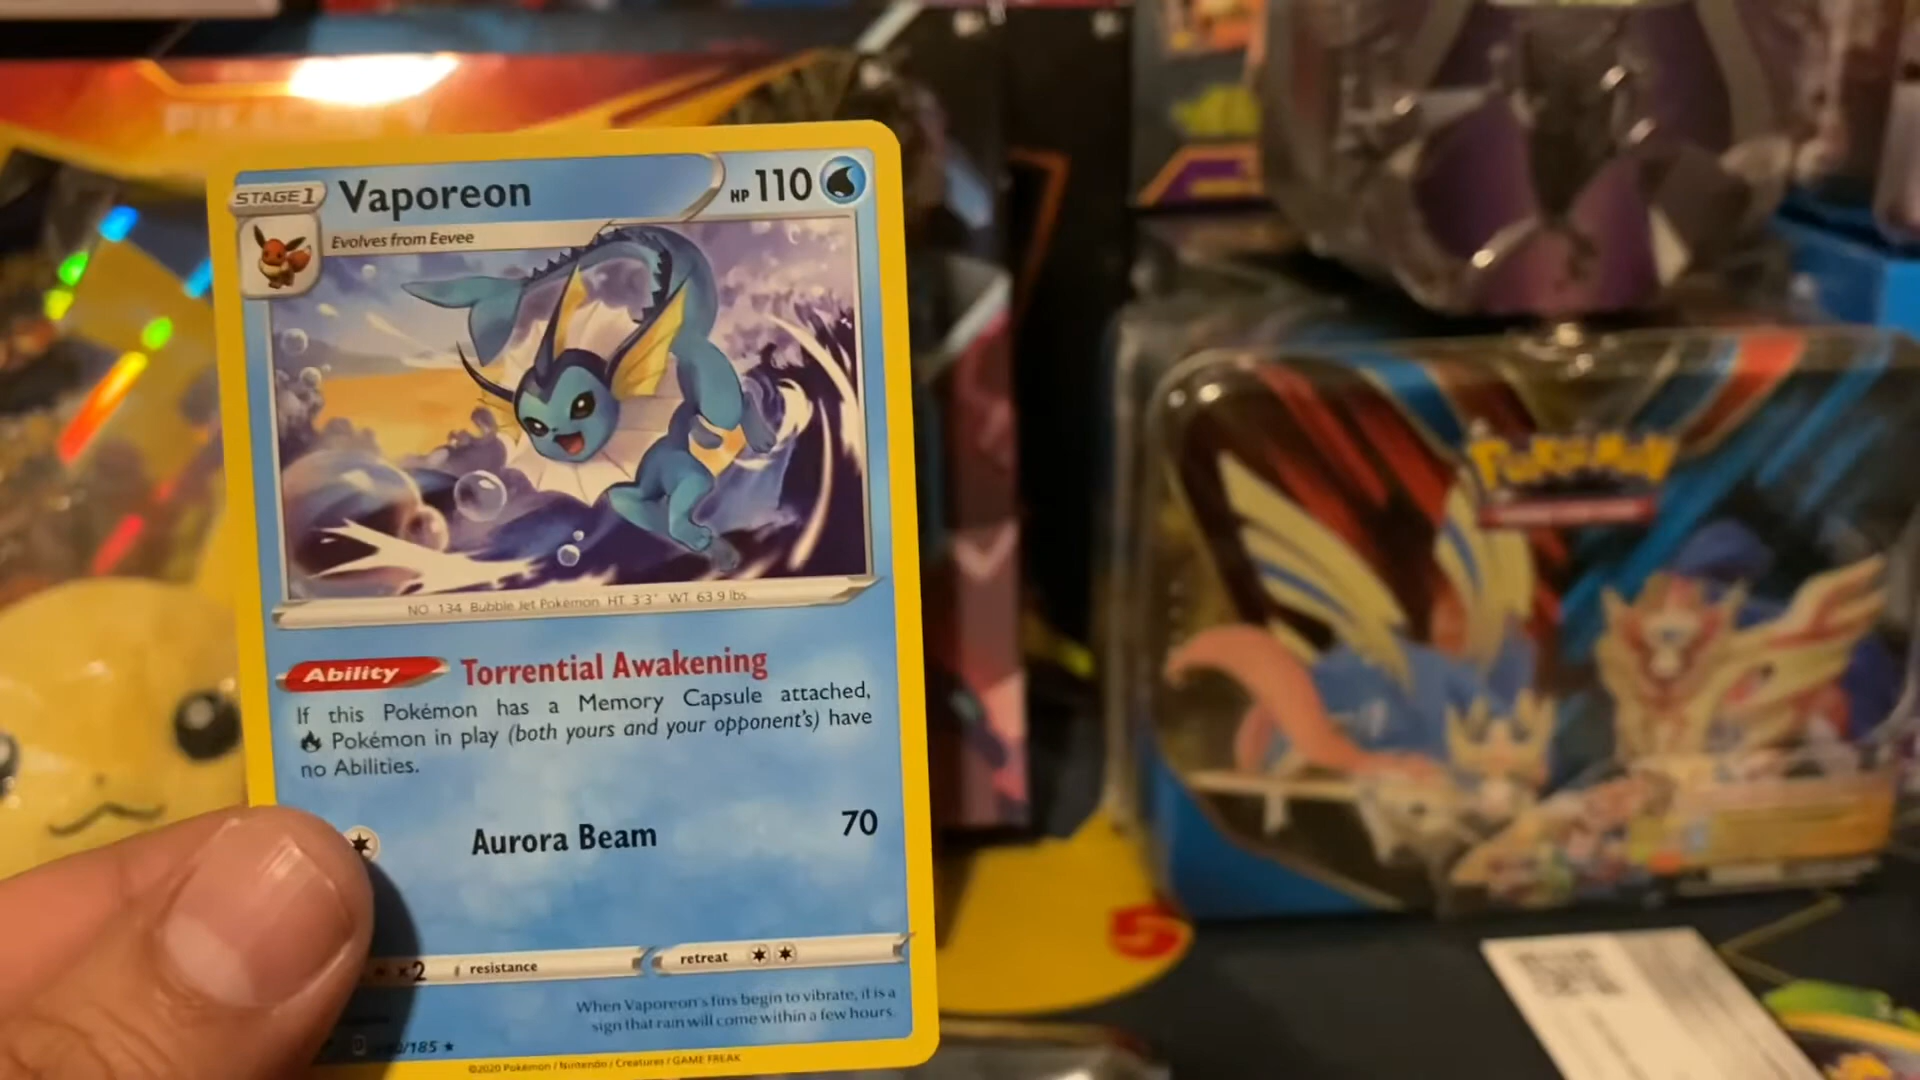 STAGE 1 Vaporeon HP 110
Evolves from Eevee
NO. 134 Bubble Jet Pokémon HT 3'3" WT 63.9 lbs
Ability Torrential Awakening
If this Pokémon has a Memory Capsule attached,
Pokémon in play (both yours and your opponent's) have
no Abilities.
Aurora Beam 70
x2 resistance retreat
When Vaporeon's fins begin to vibrate, it is a
sign that rain will come within a few hours.
/185
©2020 Pokémon / Nintendo / Creatures / GAME FREAK
POKéMON
5